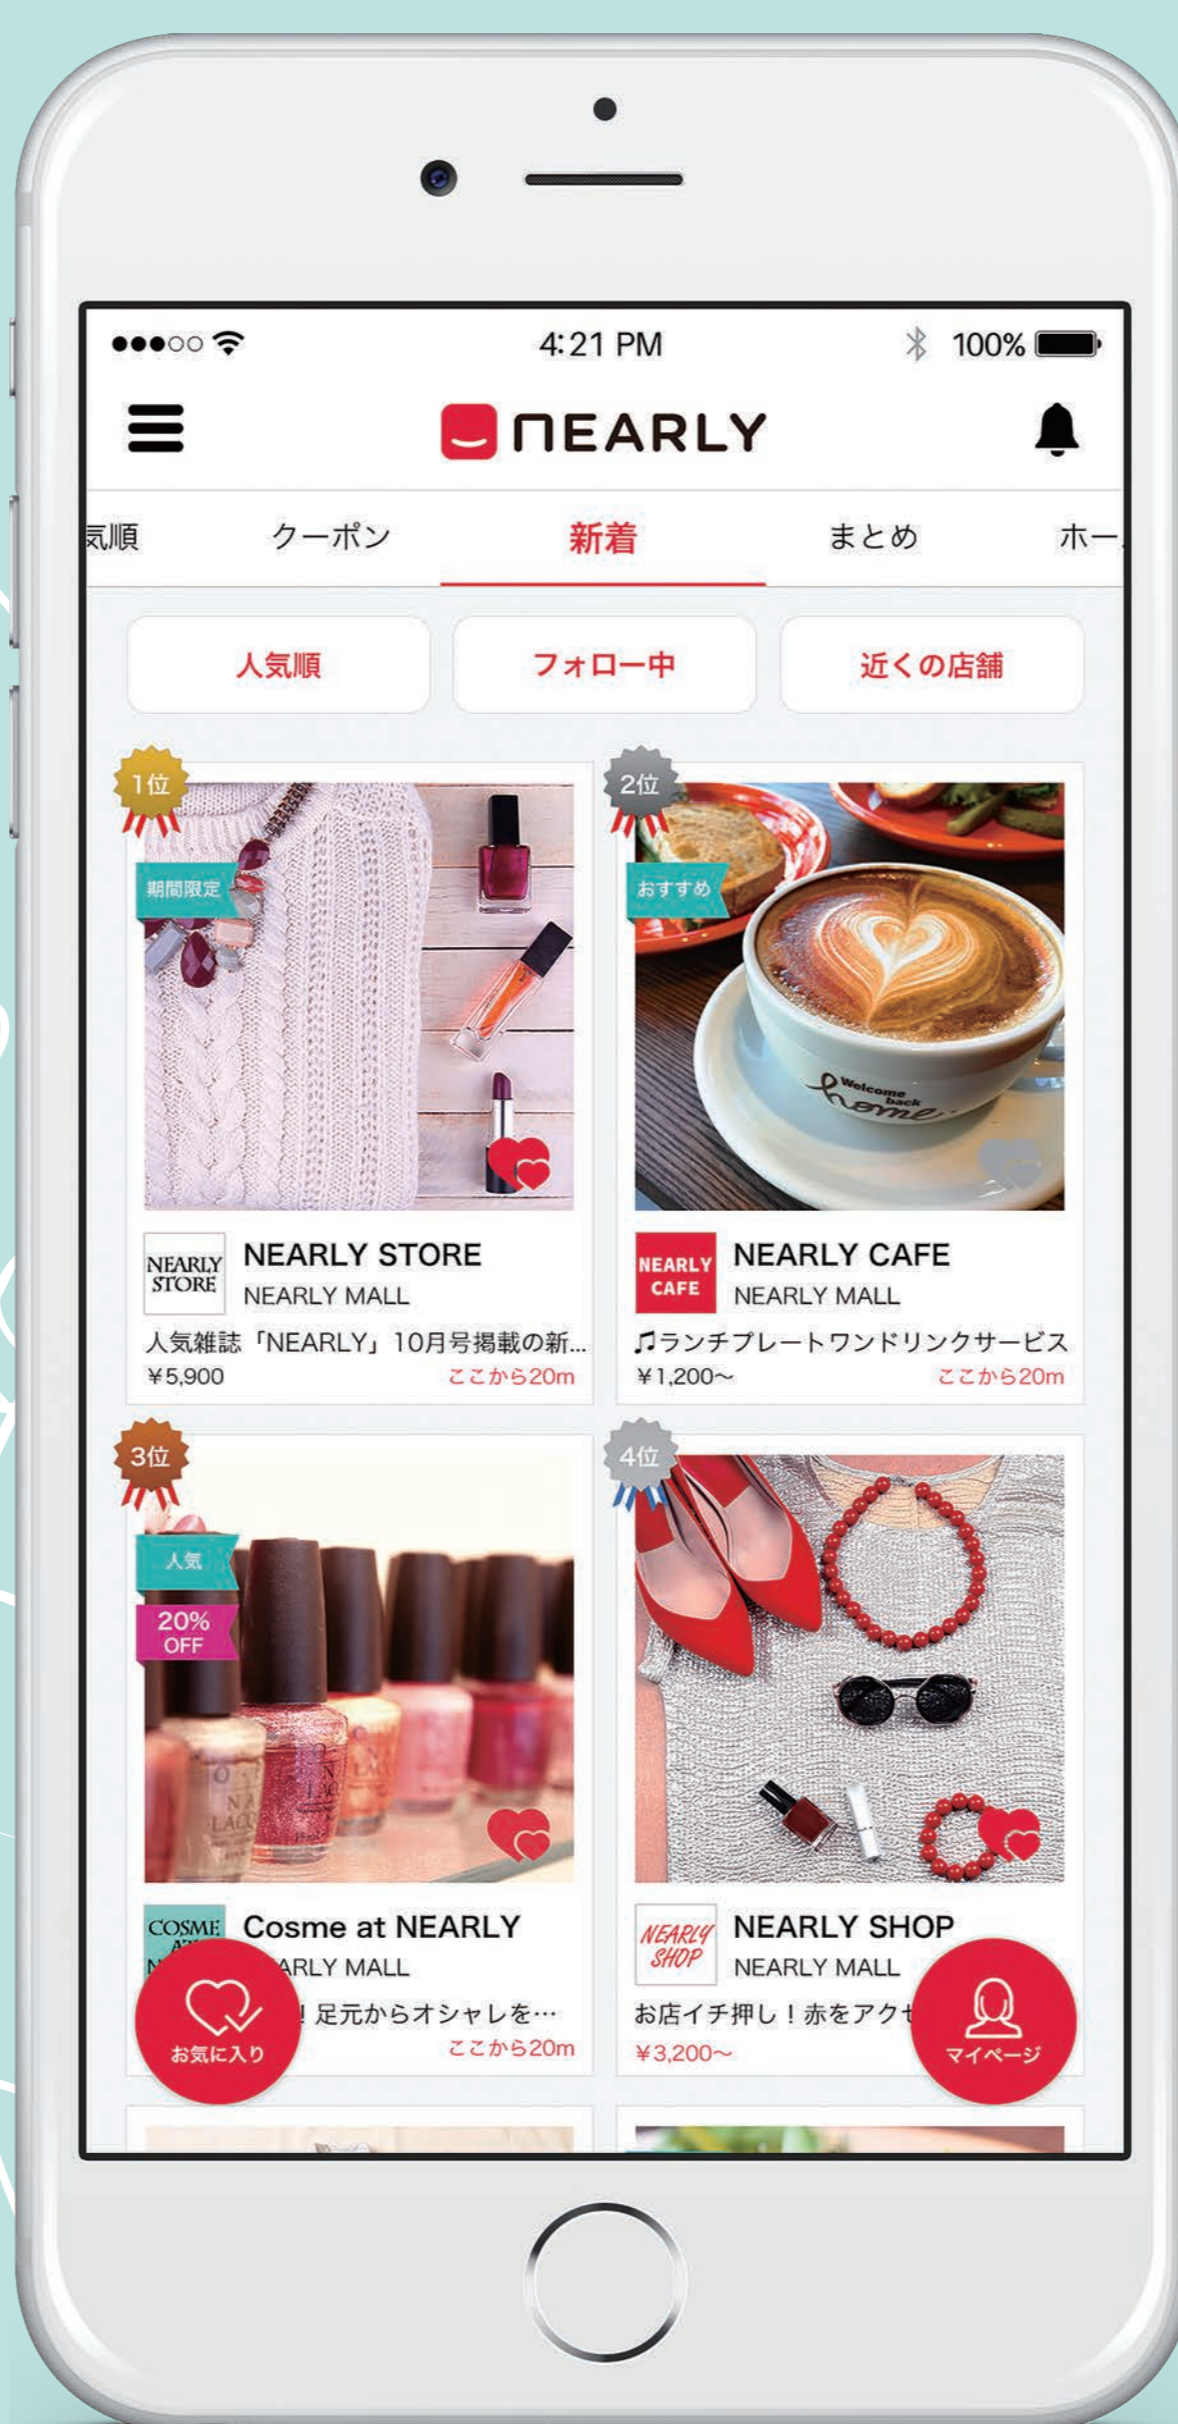 4:21 PM
100%
NEARLY
気順
クーポン
新着
まとめ
ホー
人気順
フォロー中
近くの店舗
1位
期間限定
2位
おすすめ
Welcome
back
home
NEARLY
STORE
NEARLY STORE
NEARLY MALL
人気雑誌「NEARLY」10月号掲載の新...
¥5,900
ここから20m
NEARLY
CAFE
NEARLY CAFE
NEARLY MALL
♫ランチプレートワンドリンクサービス
¥1,200〜
ここから20m
3位
人気
20%
OFF
4位
COSME
Cosme at NEARLY
ARLY MALL
！足元からオシャレを…
ここから20m
NEARLY
SHOP
NEARLY SHOP
NEARLY MALL
お店イチ押し！赤をアクセ
¥3,200〜
お気に入り
マイページ